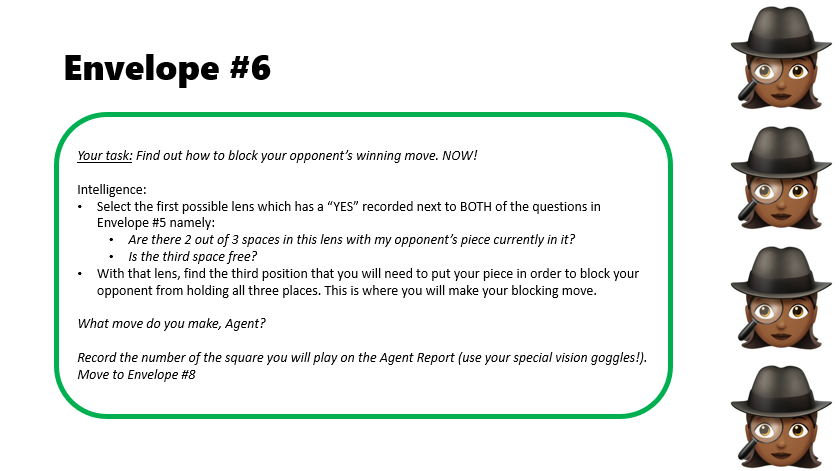 Envelope #6
Your task: Find out how to block your opponent’s winning move. NOW!
Intelligence:
• Select the first possible lens which has a “YES” recorded next to BOTH of the questions in
Envelope #5 namely:
• Are there 2 out of 3 spaces in this lens with my opponent’s piece currently in it?
• Is the third space free?
• With that lens, find the third position that you will need to put your piece in order to block your
opponent from holding all three places. This is where you will make your blocking move.
What move do you make, Agent?
Record the number of the square you will play on the Agent Report (use your special vision goggles!).
Move to Envelope #8